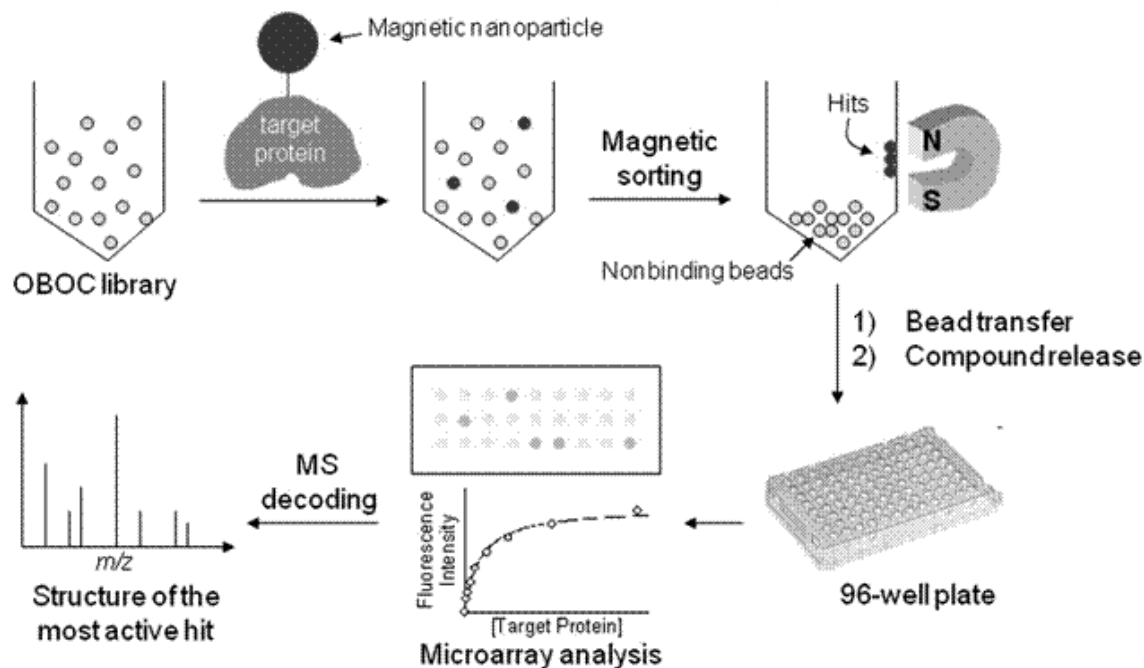 Magnetic nanoparticle
target
protein
OBOC library
Magnetic
sorting
Hits
N
S
Nonbinding beads
1) Bead transfer
2) Compound release
96-well plate
Fluorescence
Intensity
[Target Protein]
Microarray analysis
MS
decoding
m/z
Structure of the
most active hit